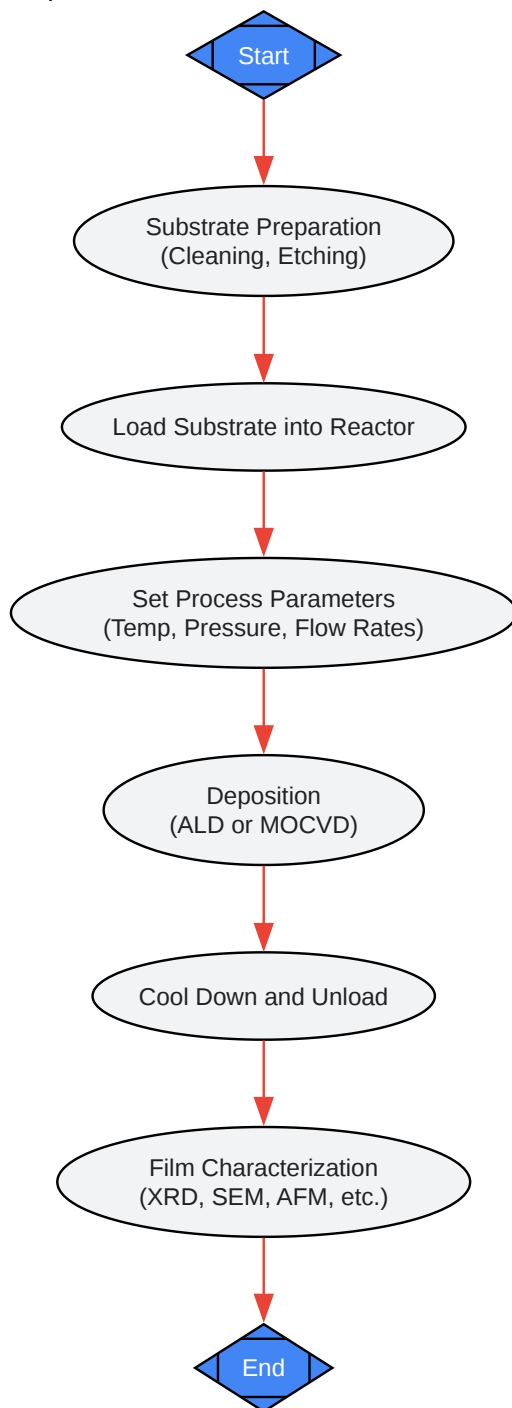 Start
Substrate Preparation
(Cleaning, Etching)
Load Substrate into Reactor
Set Process Parameters
(Temp, Pressure, Flow Rates)
Deposition
(ALD or MOCVD)
Cool Down and Unload
Film Characterization
(XRD, SEM, AFM, etc.)
End